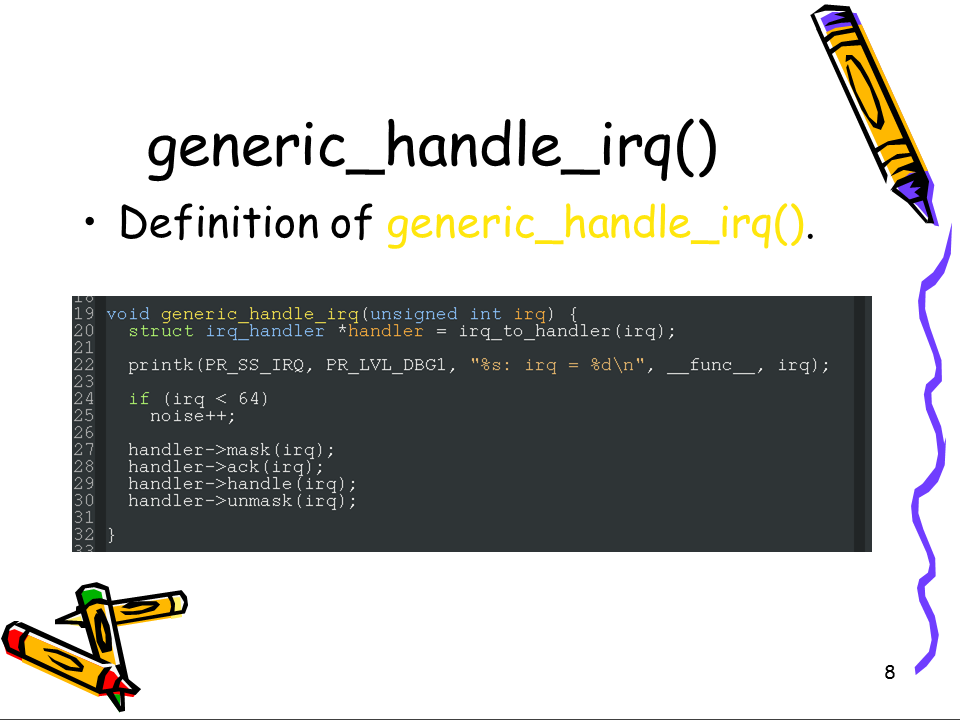 generic_handle_irq()
• Definition of generic_handle_irq().
18
19 void generic_handle_irq(unsigned int irq) {
20   struct irq_handler *handler = irq_to_handler(irq);
21
22   printk(PR_SS_IRQ, PR_LVL_DBG1, "%s: irq = %d\n", __func__, irq);
23
24   if (irq < 64)
25     noise++;
26
27   handler->mask(irq);
28   handler->ack(irq);
29   handler->handle(irq);
30   handler->unmask(irq);
31
32 }
33
8